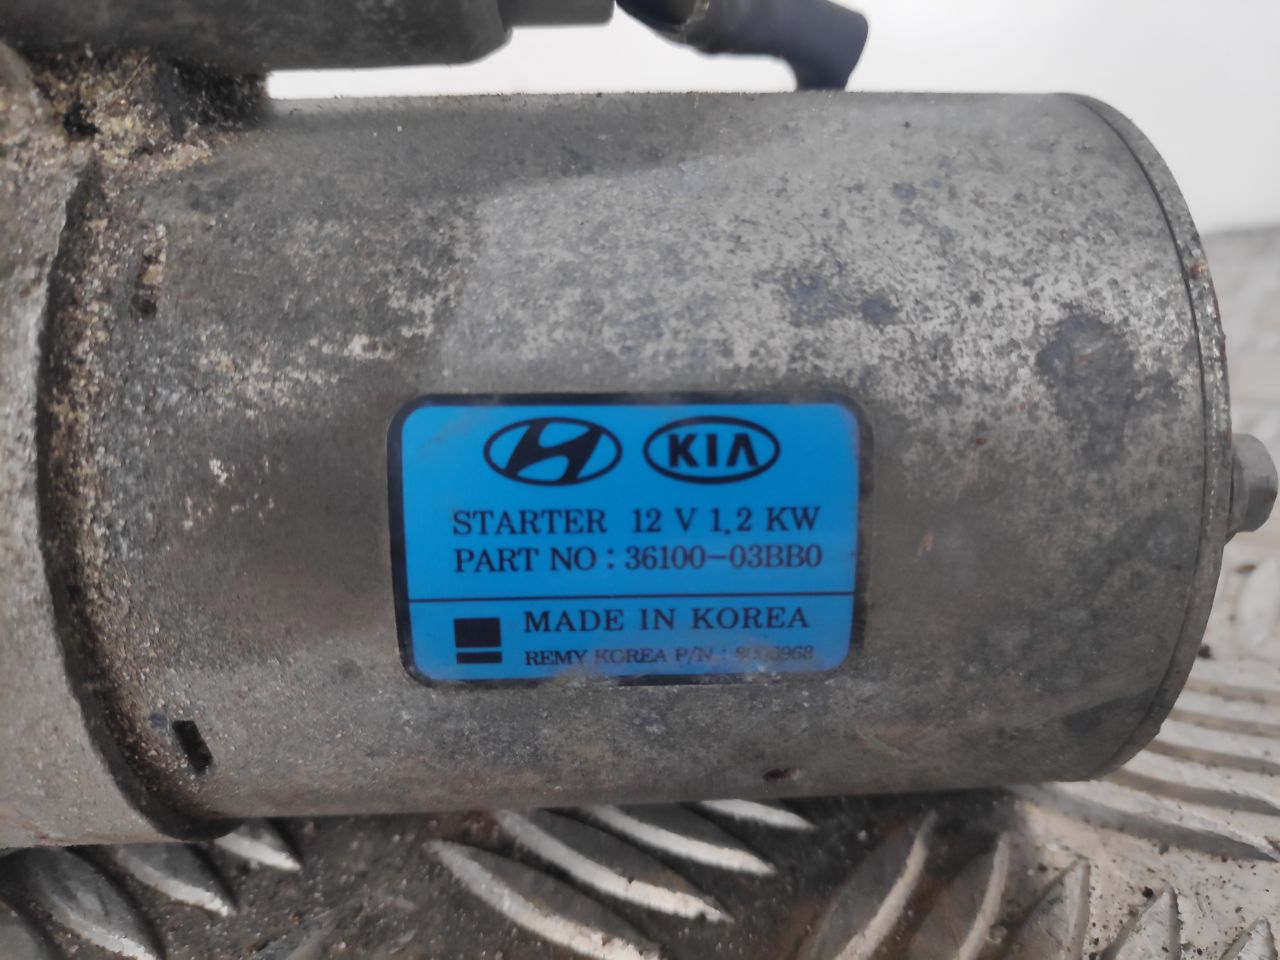 KIA
STARTER 12 V 1.2 KW
PART NO : 36100-03BB0
MADE IN KOREA
REMY KOREA P/N :